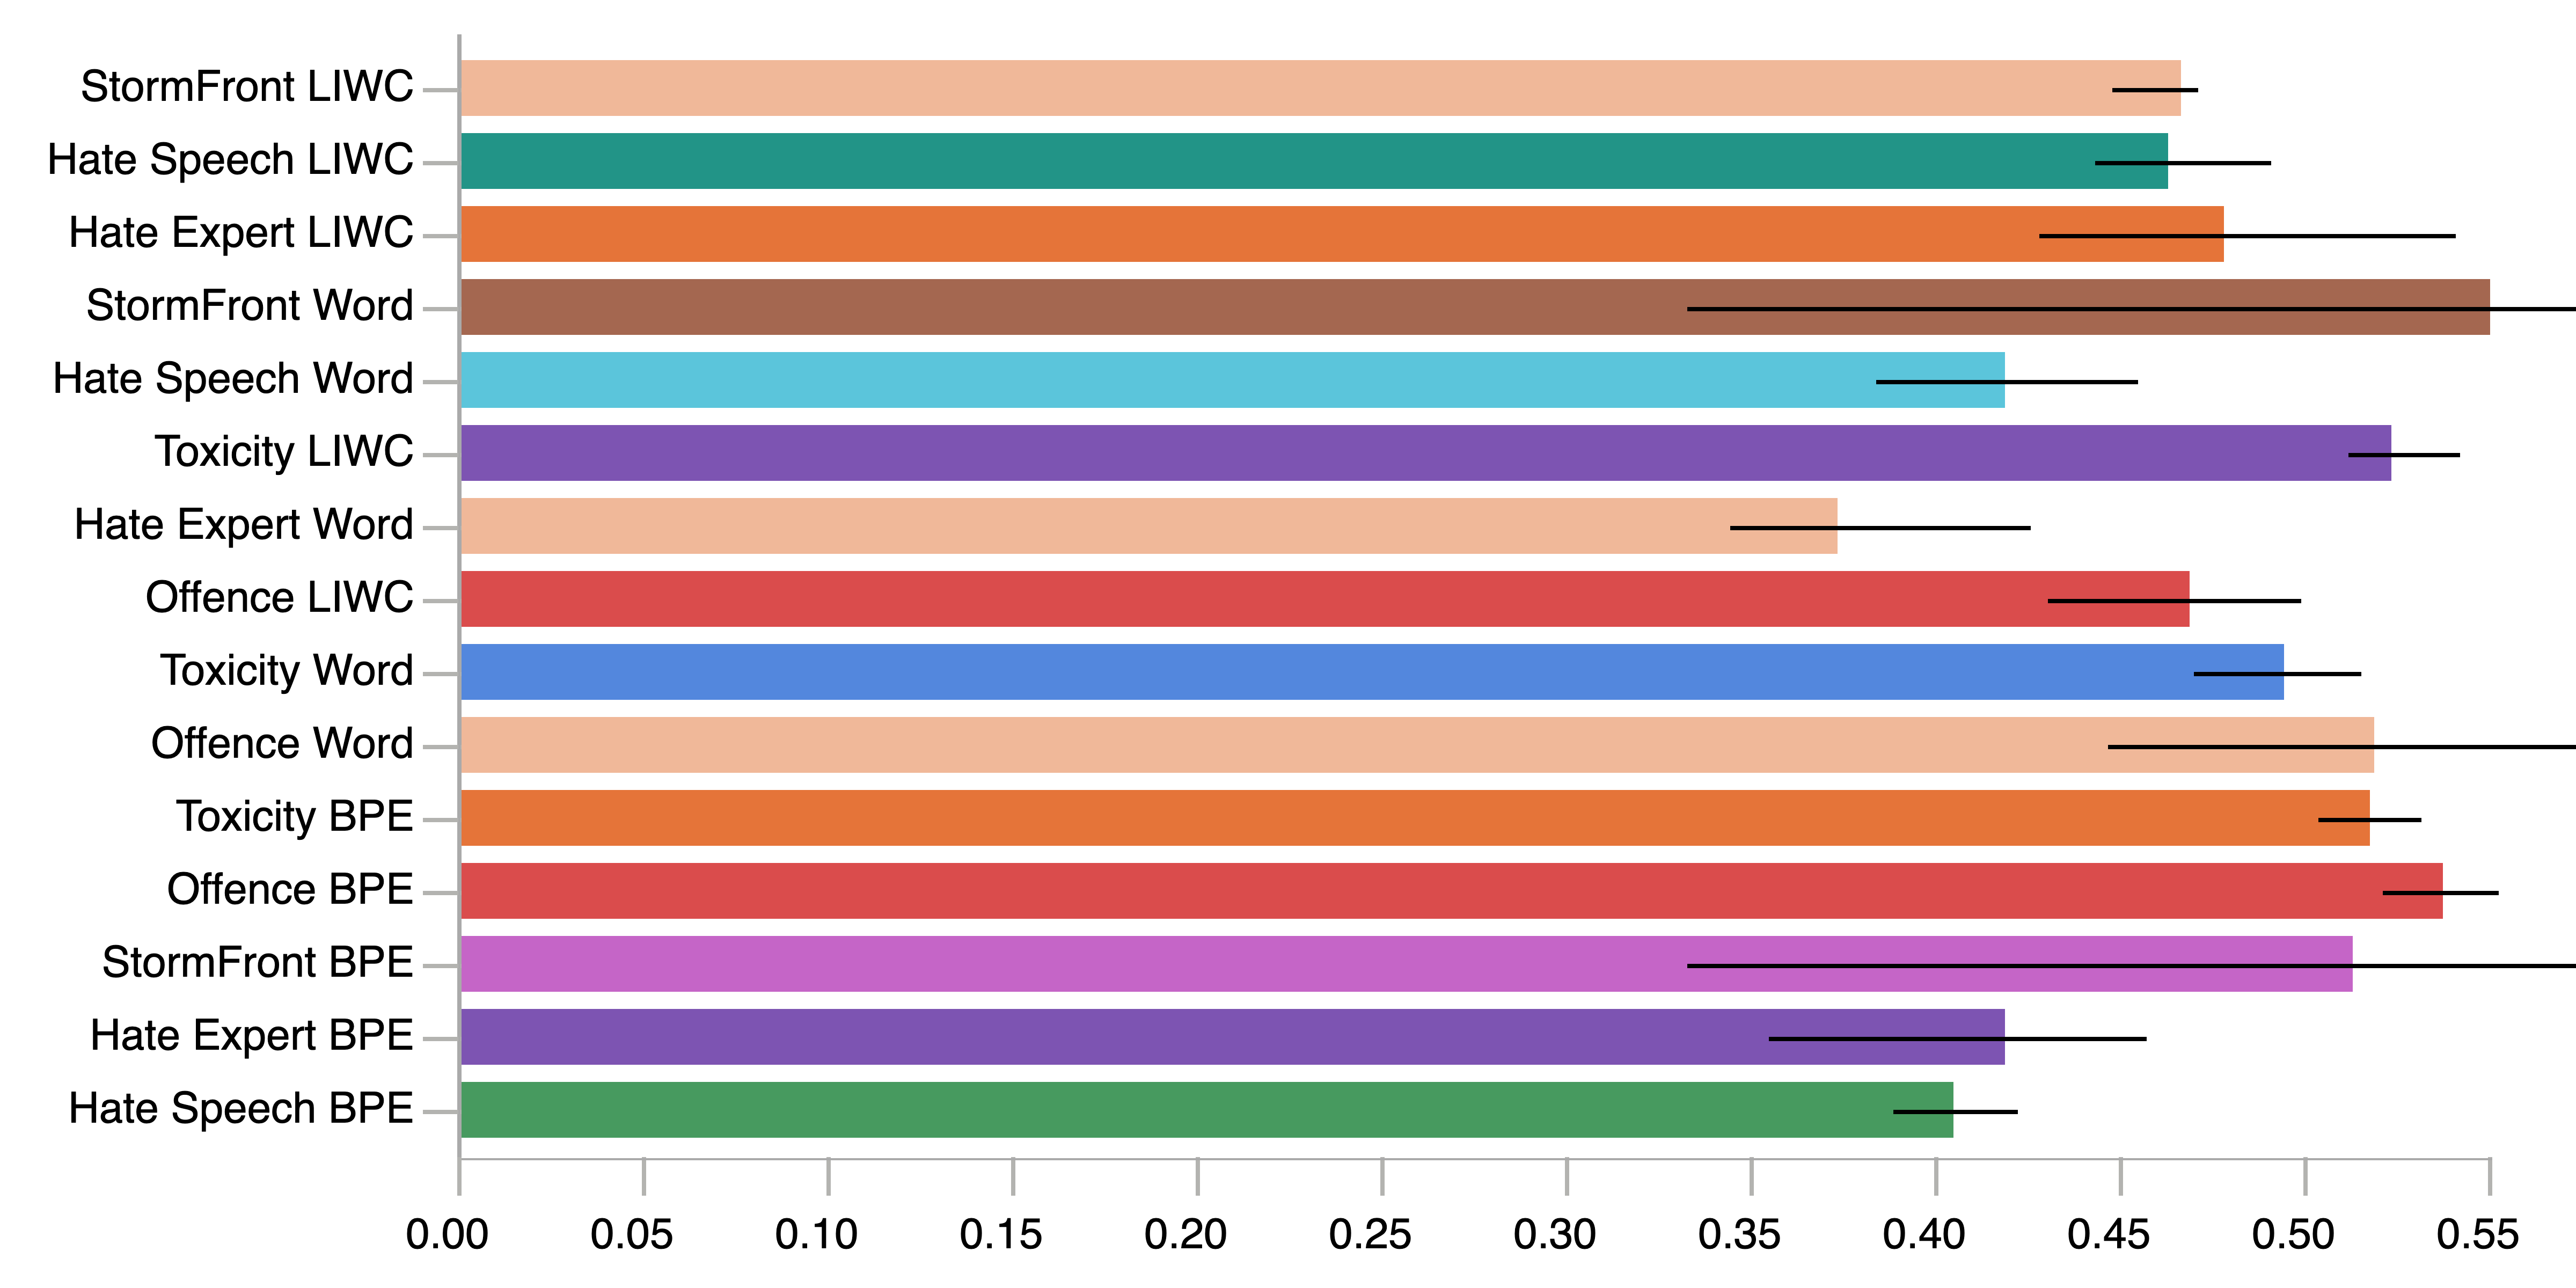 StormFront LIWC
Hate Speech LIWC
Hate Expert LIWC
StormFront Word
Hate Speech Word
Toxicity LIWC
Hate Expert Word
Offence LIWC
Toxicity Word
Offence Word
Toxicity BPE
Offence BPE
StormFront BPE
Hate Expert BPE
Hate Speech BPE
0.00 0.05 0.10 0.15 0.20 0.25 0.30 0.35 0.40 0.45 0.50 0.55